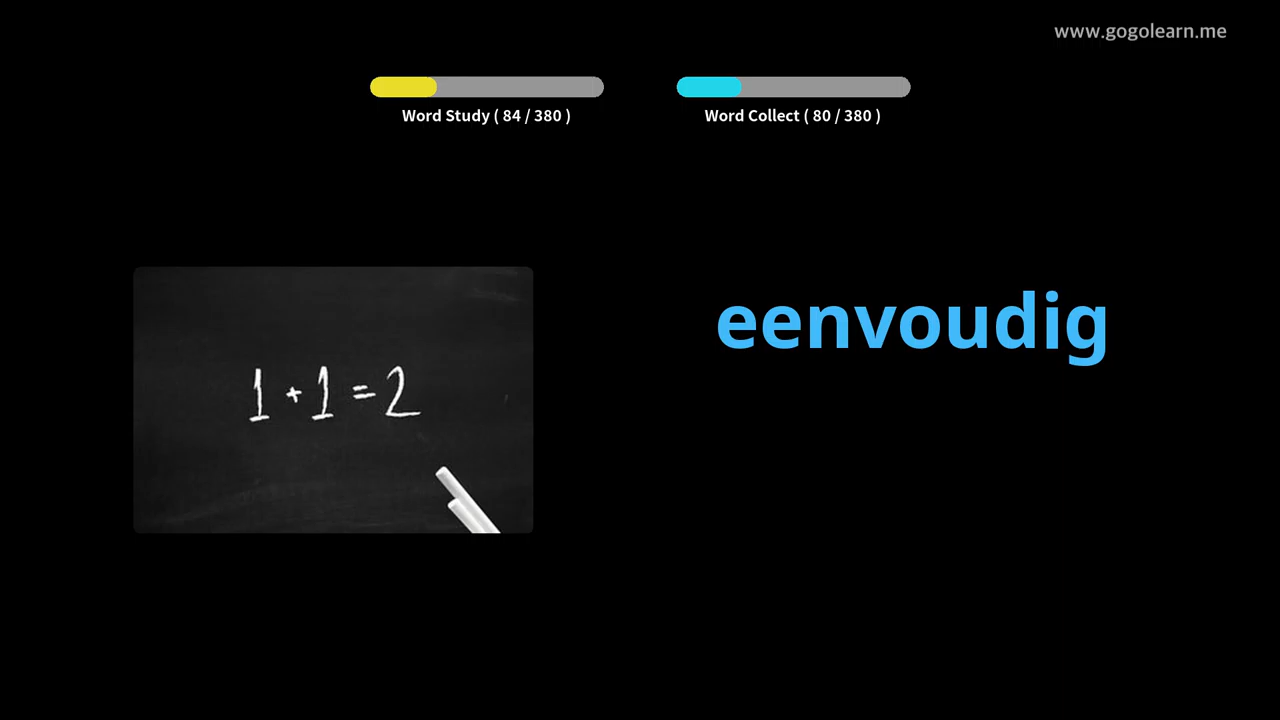 www.gogolearn.me
Word Study ( 84 / 380 )
Word Collect ( 80 / 380 )
eenvoudig
1 + 1 = 2